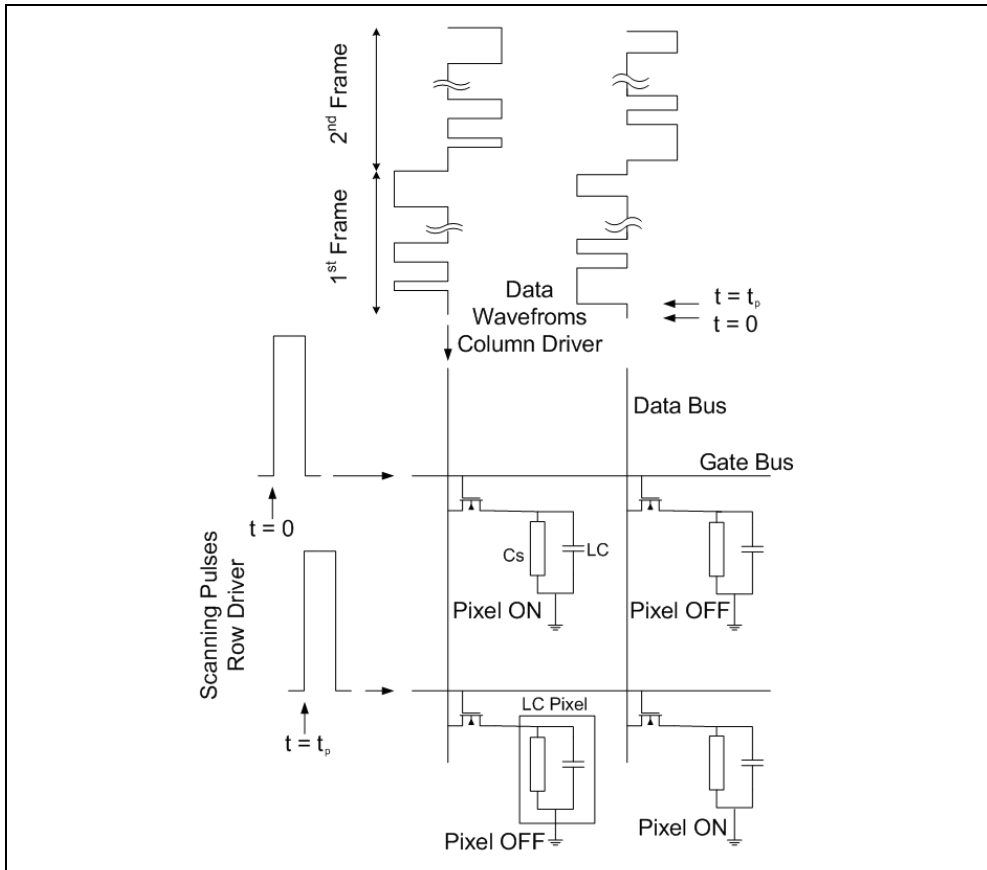 2nd Frame
1st Frame
Data
Wavefroms
Column Driver
t = tp
t = 0
Data Bus
Gate Bus
t = 0
Cs
LC
Pixel ON
Pixel OFF
Scanning Pulses
Row Driver
LC Pixel
t = tp
Pixel OFF
Pixel ON